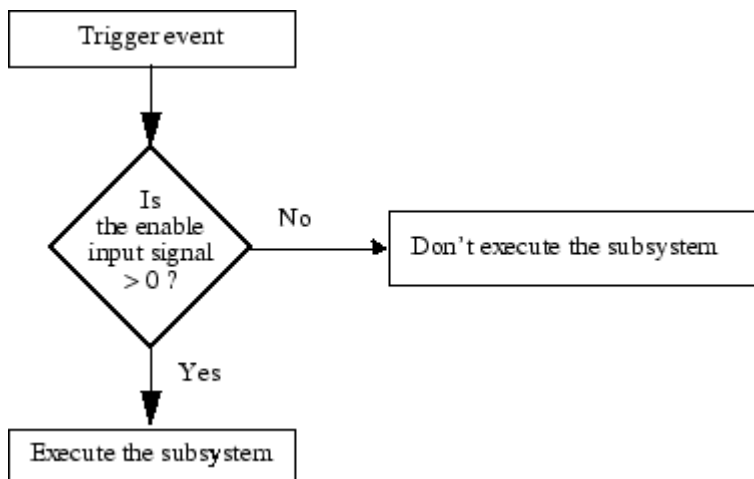 Trigger event
Is
the enable
input signal
> 0 ?
No
Don't execute the subsystem
Yes
Execute the subsystem